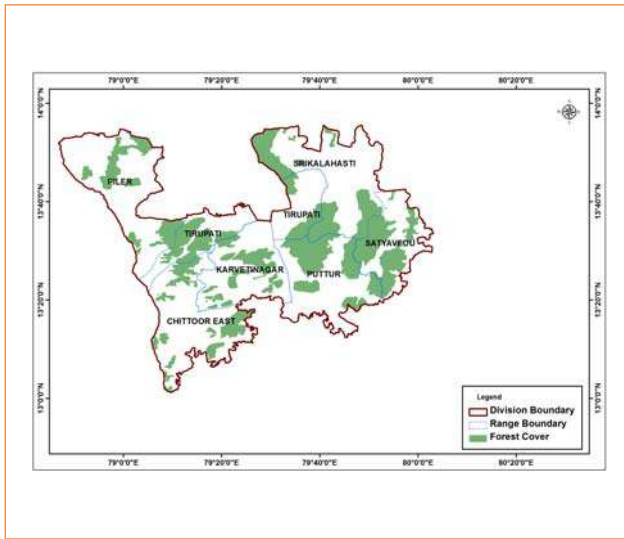 79°0'0"E 79°20'0"E 79°40'0"E 80°0'0"E 80°20'0"E
14°0'0"N 14°0'0"N
SRIKALAHASTI
PILER
13°40'0"N 13°40'0"N
TIRUPATI
TIRUPATI
SATYAVEDU
KARVETINAGAR
PUTTUR
13°20'0"N 13°20'0"N
CHITTOOR EAST
13°0'0"N 13°0'0"N
Legend
Division Boundary
Range Boundary
Forest Cover
79°0'0"E 79°20'0"E 79°40'0"E 80°0'0"E 80°20'0"E